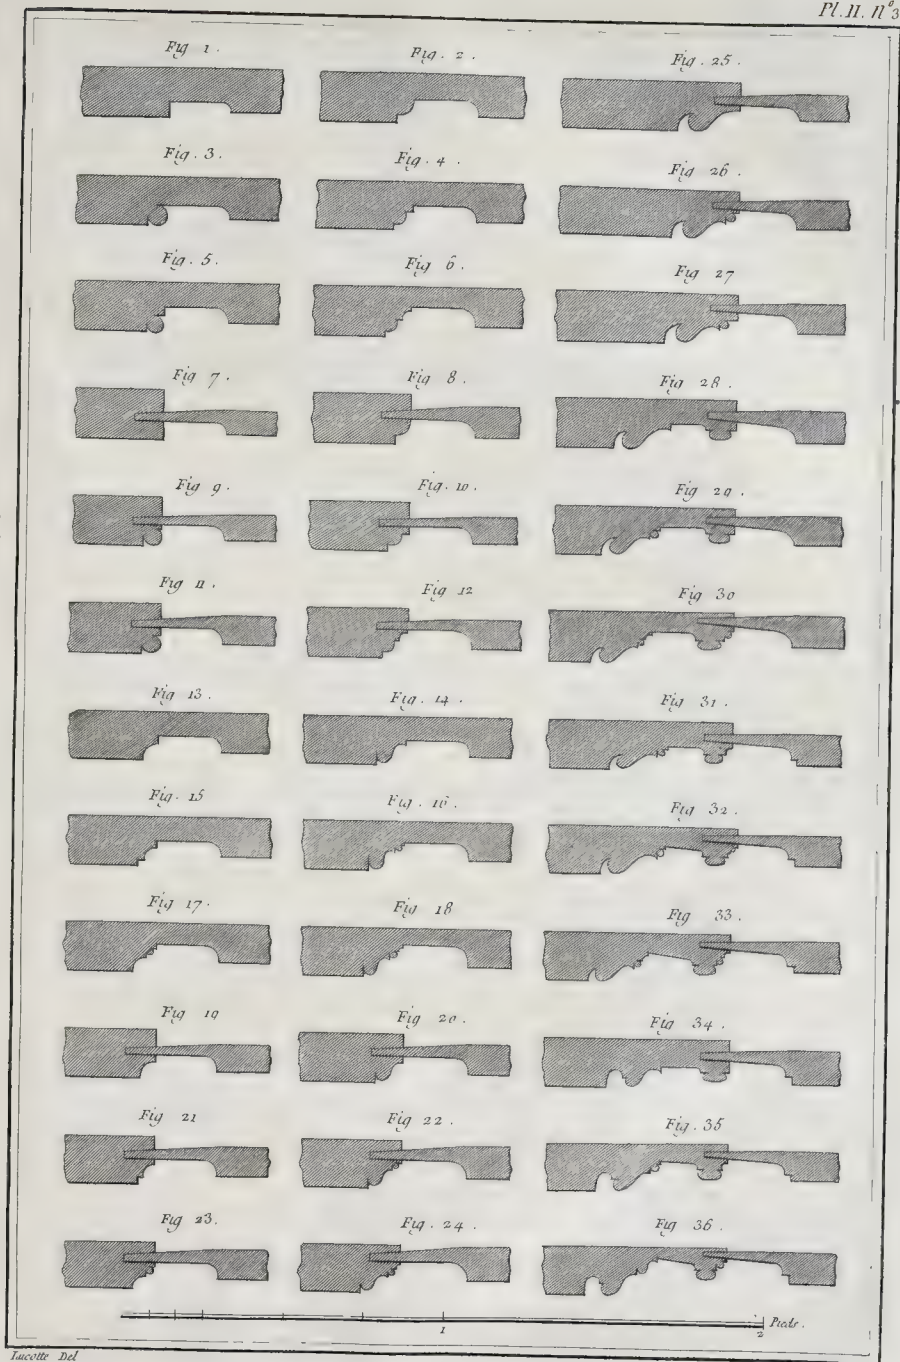 Pl. II. N.º 3
Fig 1.
Fig. 2.
Fig. 25.
Fig. 3.
Fig. 4.
Fig 26.
Fig. 5.
Fig 6.
Fig 27
Fig 7.
Fig 8.
Fig 28.
Fig 9.
Fig. 10.
Fig. 29.
Fig 11.
Fig 12
Fig 30
Fig 13.
Fig. 14.
Fig 31.
Fig. 15
Fig. 16.
Fig 32.
Fig 17.
Fig 18
Fig 33.
Fig 19
Fig 20.
Fig 34.
Fig 21
Fig 22.
Fig. 35
Fig 23.
Fig. 24.
Fig 36
1
2
Pieds.
Lucotte Del